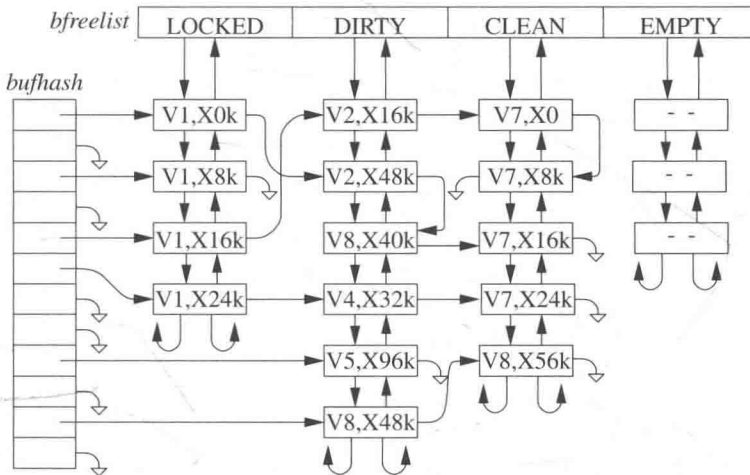 bfreelist LOCKED DIRTY CLEAN EMPTY
bufhash
V1,X0k V2,X16k V7,X0 - -
V1,X8k V2,X48k V7,X8k - -
V1,X16k V8,X40k V7,X16k - -
V1,X24k V4,X32k V7,X24k
V5,X96k V8,X56k
V8,X48k